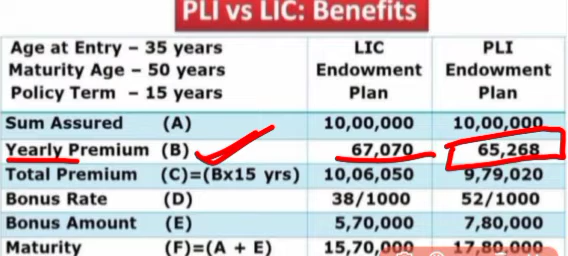 PLI vs LIC: Benefits
Age at Entry – 35 years
Maturity Age – 50 years
Policy Term – 15 years
LIC
Endowment
Plan
PLI
Endowment
Plan
Sum Assured (A) 10,00,000 10,00,000
Yearly Premium (B) 67,070 65,268
Total Premium (C)=(Bx15 yrs) 10,06,050 9,79,020
Bonus Rate (D) 38/1000 52/1000
Bonus Amount (E) 5,70,000 7,80,000
Maturity (F)=(A + E) 15,70,000 17,80,000